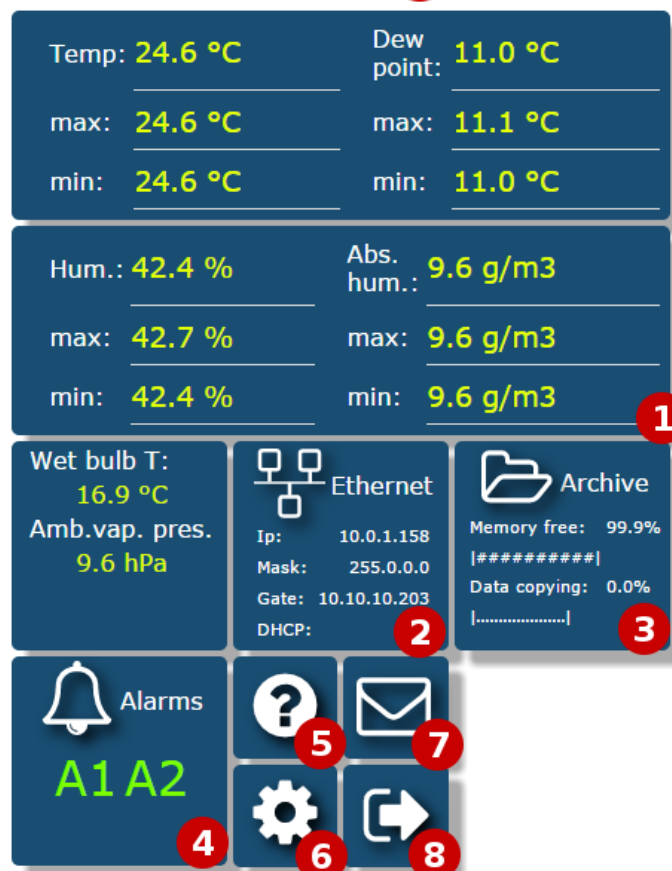 Temp: 24.6 °C
Dew point: 11.0 °C
max: 24.6 °C
max: 11.1 °C
min: 24.6 °C
min: 11.0 °C
Hum.: 42.4 %
Abs. hum.: 9.6 g/m3
max: 42.7 %
max: 9.6 g/m3
min: 42.4 %
min: 9.6 g/m3
1
Wet bulb T:
16.9 °C
Amb.vap. pres.
9.6 hPa
Ethernet
Ip: 10.0.1.158
Mask: 255.0.0.0
Gate: 10.10.10.203
DHCP:
2
Archive
Memory free: 99.9%
|##########|
Data copying: 0.0%
|....................|
3
Alarms
A1 A2
4
?
5
7
6
8